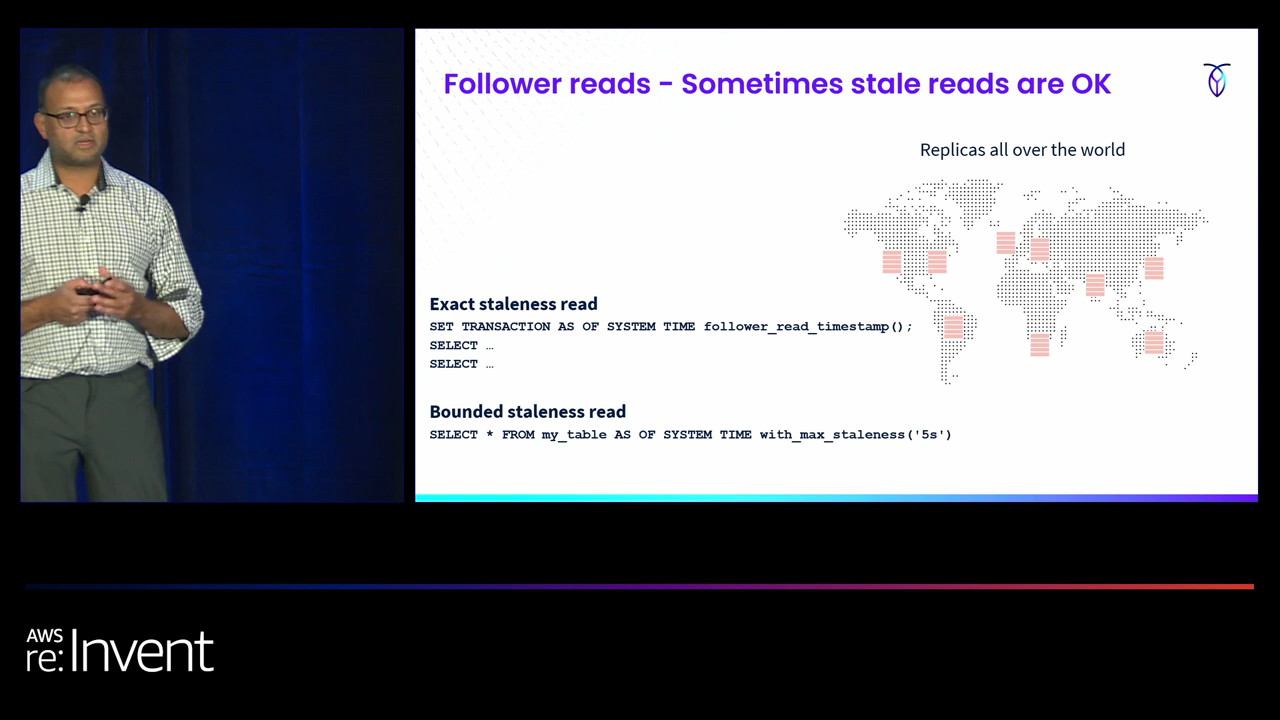 Follower reads - Sometimes stale reads are OK
Replicas all over the world
Exact staleness read
SET TRANSACTION AS OF SYSTEM TIME follower_read_timestamp();
SELECT …
SELECT …
Bounded staleness read
SELECT * FROM my_table AS OF SYSTEM TIME with_max_staleness('5s')
AWS
re:Invent